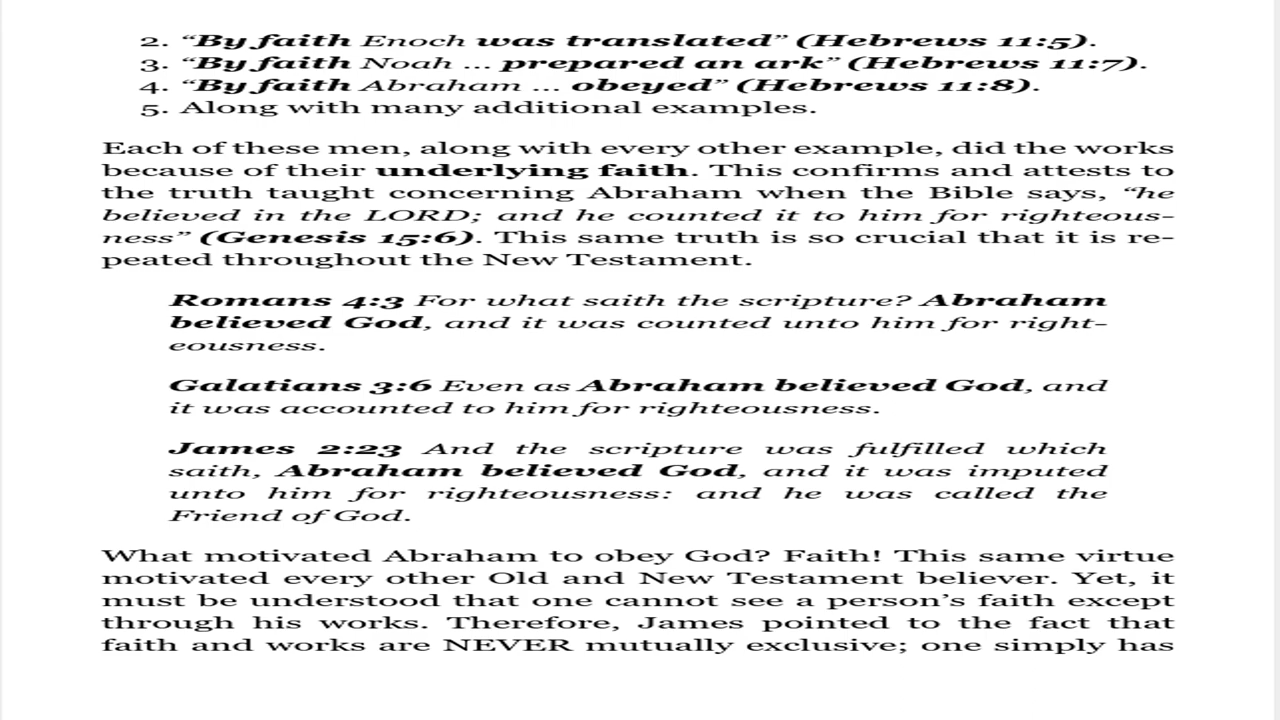 2. “By faith Enoch was translated” (Hebrews 11:5).
3. “By faith Noah ... prepared an ark” (Hebrews 11:7).
4. “By faith Abraham ... obeyed” (Hebrews 11:8).
5. Along with many additional examples.
Each of these men, along with every other example, did the works
because of their underlying faith. This confirms and attests to
the truth taught concerning Abraham when the Bible says, “he
believed in the LORD; and he counted it to him for righteous-
ness” (Genesis 15:6). This same truth is so crucial that it is re-
peated throughout the New Testament.
Romans 4:3 For what saith the scripture? Abraham
believed God, and it was counted unto him for right-
eousness.
Galatians 3:6 Even as Abraham believed God, and
it was accounted to him for righteousness.
James 2:23 And the scripture was fulfilled which
saith, Abraham believed God, and it was imputed
unto him for righteousness: and he was called the
Friend of God.
What motivated Abraham to obey God? Faith! This same virtue
motivated every other Old and New Testament believer. Yet, it
must be understood that one cannot see a person’s faith except
through his works. Therefore, James pointed to the fact that
faith and works are NEVER mutually exclusive; one simply has